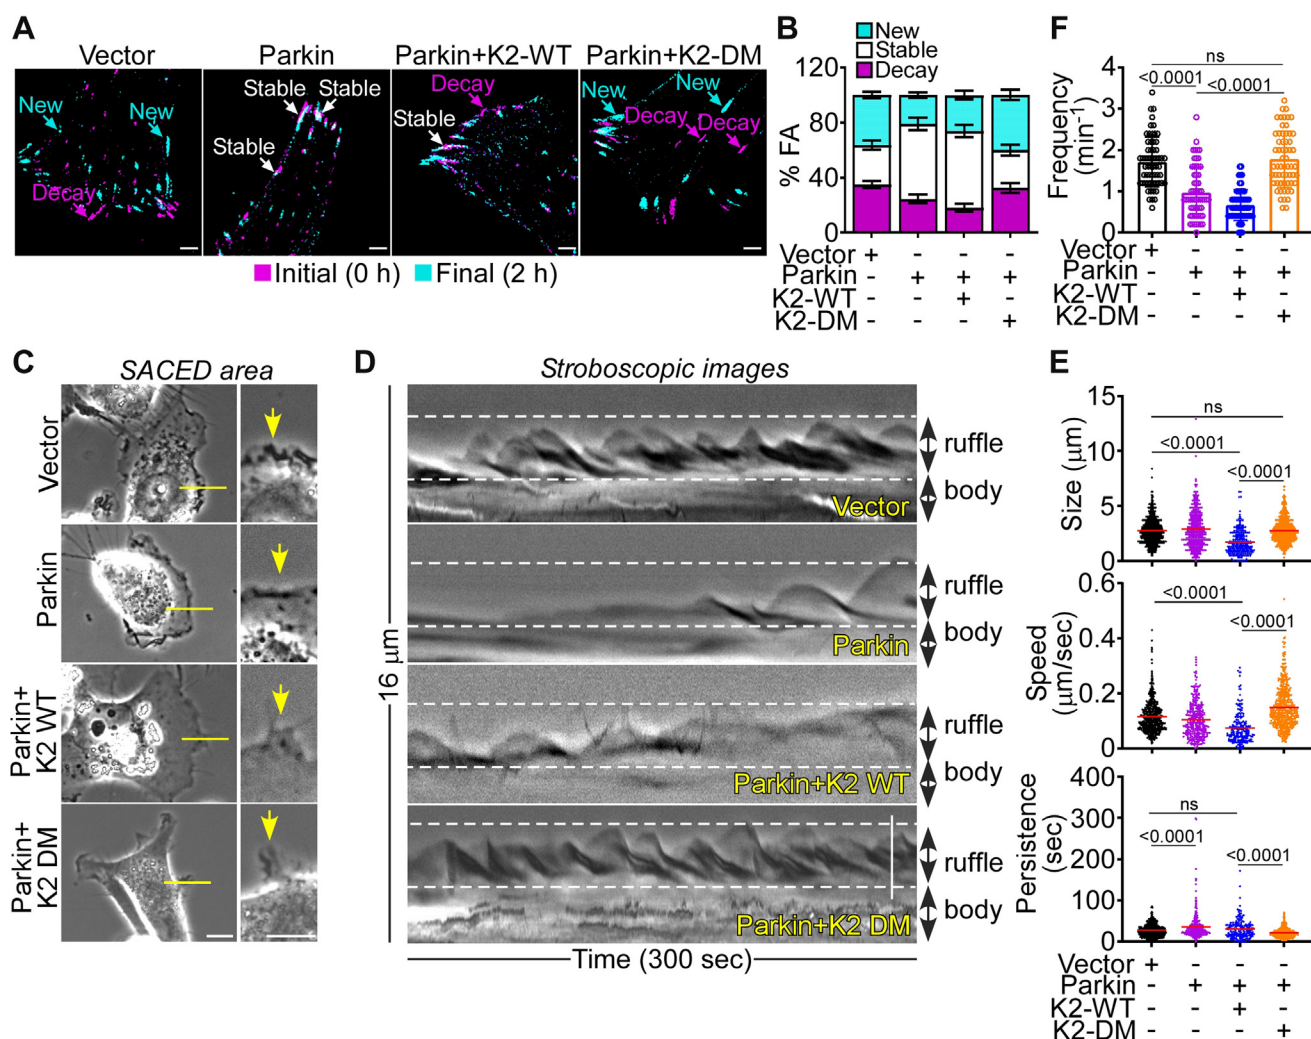 A
Vector
Parkin
Parkin+K2-WT
Parkin+K2-DM
New
New
Decay
Stable
Stable
Stable
Decay
Stable
New
New
Decay
Decay
Initial (0 h)
Final (2 h)
B
New
Stable
Decay
% FA
120
80
40
0
Vector + - - -
Parkin - + + +
K2-WT - - + -
K2-DM - - - +
F
Frequency
(min⁻¹)
4
3
2
1
0
ns
<0.0001
<0.0001
Vector + - - -
Parkin - + + +
K2-WT - - + -
K2-DM - - - +
C
SACED area
Vector
Parkin
Parkin+
K2 WT
Parkin+
K2 DM
D
Stroboscopic images
16 μm
ruffle
body
Vector
ruffle
body
Parkin
ruffle
body
Parkin+K2 WT
ruffle
body
Parkin+K2 DM
Time (300 sec)
E
Size (μm)
15
10
5
0
ns
<0.0001
<0.0001
Speed
(μm/sec)
0.6
0.4
0.2
0
<0.0001
<0.0001
Persistence
(sec)
400
300
200
100
0
ns
<0.0001
<0.0001
Vector + - - -
Parkin - + + +
K2-WT - - + -
K2-DM - - - +